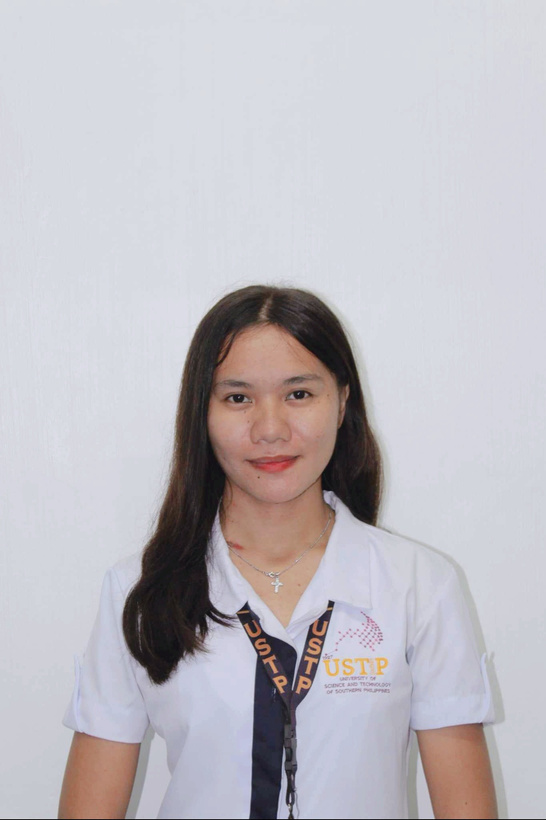 USTP
USTP
USTP
UNIVERSITY OF
SCIENCE AND TECHNOLOGY
OF SOUTHERN PHILIPPINES